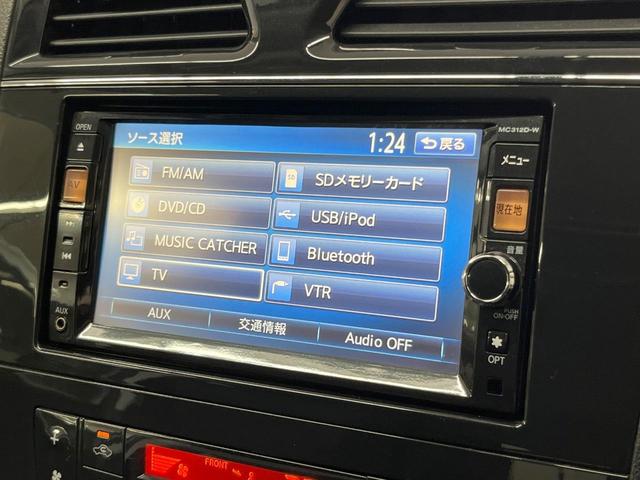 OPEN
MC312D-W
ソース選択
1:24
戻る
メニュー
AV
現在地
FM/AM
SDメモリーカード
DVD/CD
USB/iPod
MUSIC CATCHER
Bluetooth
TV
VTR
音量
AUX
AUX
交通情報
Audio OFF
PUSH
ON·OFF
OPT
FRONT